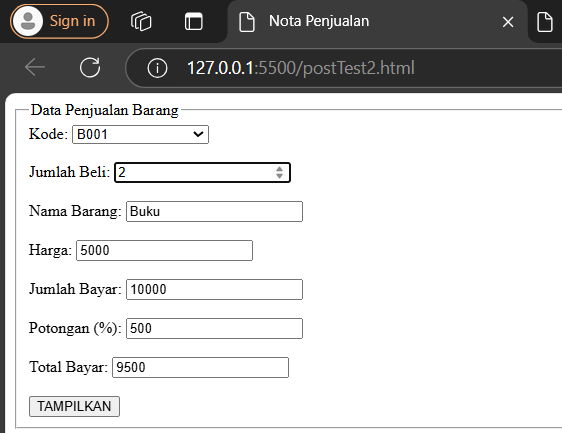 Sign in
Nota Penjualan
127.0.0.1:5500/postTest2.html
Data Penjualan Barang
Kode: B001
Jumlah Beli: 2
Nama Barang: Buku
Harga: 5000
Jumlah Bayar: 10000
Potongan (%): 500
Total Bayar: 9500
TAMPILKAN